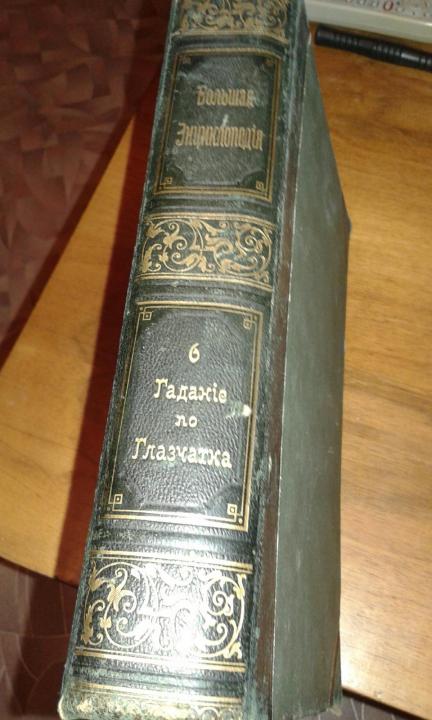 Большая
Энциклопедія
6
Гаданіе
по
Глазчатка